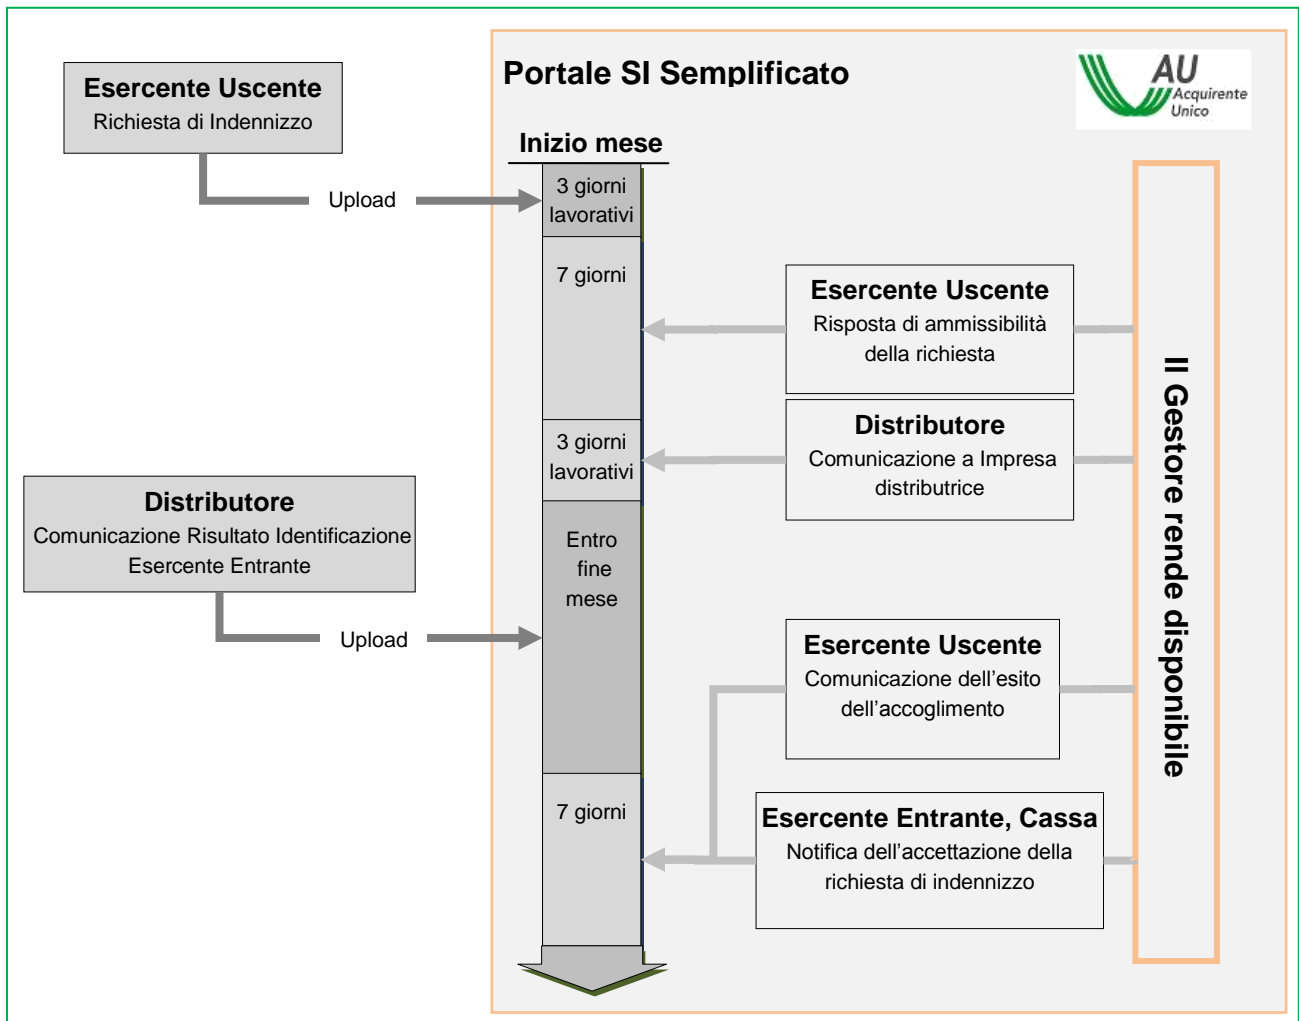 Portale SI Semplificato
AU
Acquirente
Unico
Esercente Uscente
Richiesta di Indennizzo
Upload
Inizio mese
3 giorni
lavorativi
7 giorni
Esercente Uscente
Risposta di ammissibilità
della richiesta
3 giorni
lavorativi
Distributore
Comunicazione a Impresa
distributrice
Distributore
Comunicazione Risultato Identificazione
Esercente Entrante
Upload
Entro
fine
mese
Esercente Uscente
Comunicazione dell’esito
dell’accoglimento
7 giorni
Esercente Entrante, Cassa
Notifica dell’accettazione della
richiesta di indennizzo
Il Gestore rende disponibile